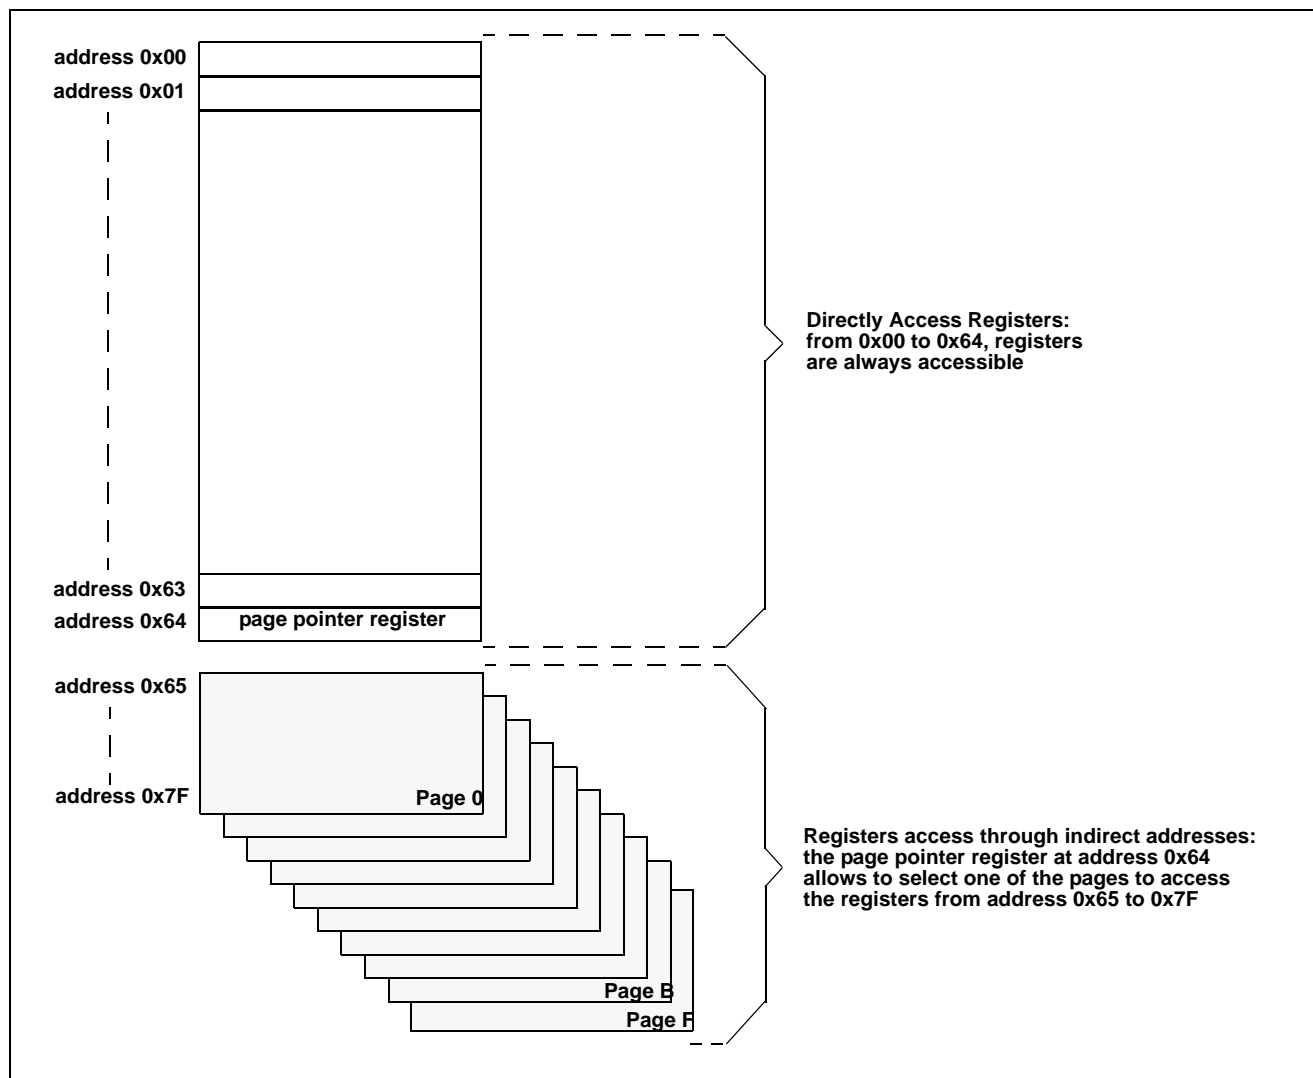 address 0x00
address 0x01
Directly Access Registers:
from 0x00 to 0x64, registers
are always accessible
address 0x63
address 0x64
page pointer register
address 0x65
address 0x7F
Page 0
Registers access through indirect addresses:
the page pointer register at address 0x64
allows to select one of the pages to access
the registers from address 0x65 to 0x7F
Page B
Page F